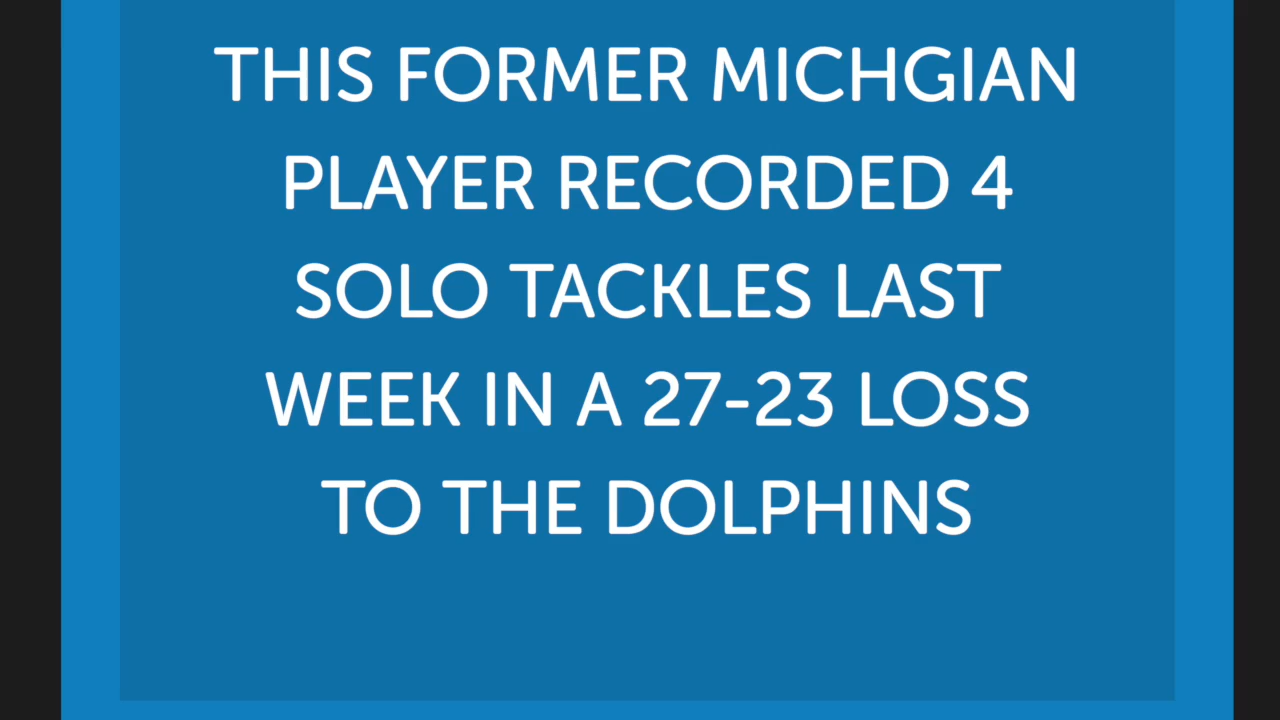 THIS FORMER MICHGIAN
PLAYER RECORDED 4
SOLO TACKLES LAST
WEEK IN A 27-23 LOSS
TO THE DOLPHINS